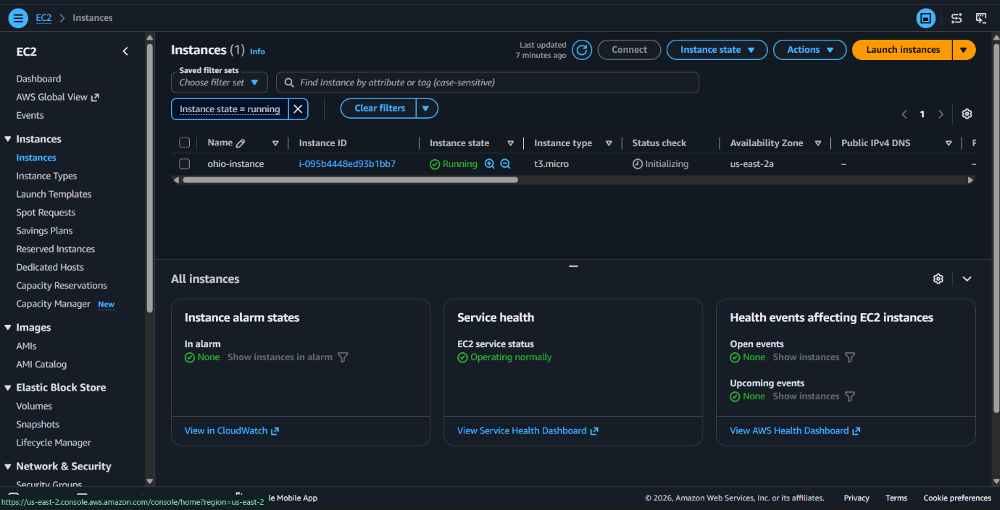 EC2
Instances
EC2
Dashboard
AWS Global View
Events
Instances
Instances
Instance Types
Launch Templates
Spot Requests
Savings Plans
Reserved Instances
Dedicated Hosts
Capacity Reservations
Capacity Manager New
Images
AMIs
AMI Catalog
Elastic Block Store
Volumes
Snapshots
Lifecycle Manager
Network & Security
Security Groups
Instances (1) Info
Last updated
7 minutes ago
Connect
Instance state
Actions
Launch instances
Saved filter sets
Choose filter set
Find Instance by attribute or tag (case-sensitive)
Instance state = running
Clear filters
1
Name Instance ID Instance state Instance type Status check Availability Zone Public IPv4 DNS
ohio-instance i-095b4448ed93b1bb7 Running t3.micro Initializing us-east-2a – –
All instances
Instance alarm states
In alarm
None Show instances in alarm
View in CloudWatch
Service health
EC2 service status
Operating normally
View Service Health Dashboard
Health events affecting EC2 instances
Open events
None Show instances
Upcoming events
None Show instances
View AWS Health Dashboard
https://us-east-2.console.aws.amazon.com/console/home?region=us-east-2
Mobile App
© 2026, Amazon Web Services, Inc. or its affiliates.
Privacy
Terms
Cookie preferences